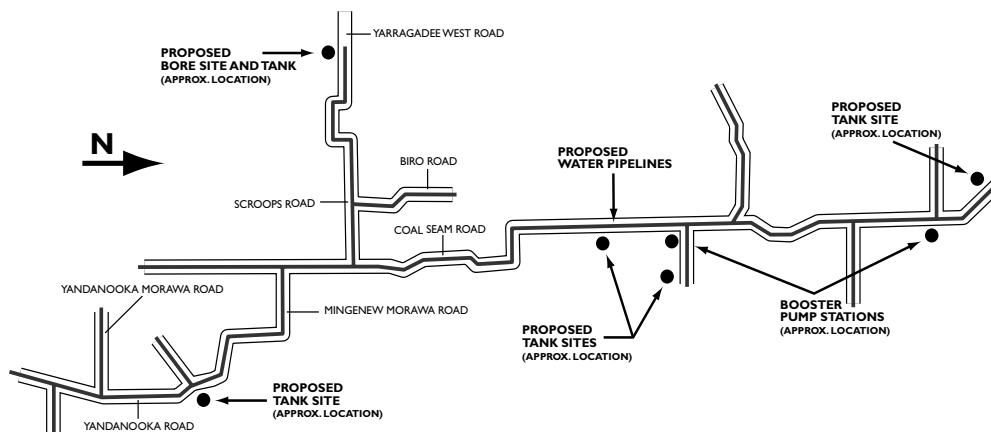 YARRAGADEE WEST ROAD
PROPOSED
BORE SITE AND TANK
(APPROX. LOCATION)
N
BIRO ROAD
SCROOPS ROAD
COAL SEAM ROAD
PROPOSED
WATER PIPELINES
PROPOSED
TANK SITE
(APPROX. LOCATION)
YANDANOOKA MORAWA ROAD
MINGENEW MORAWA ROAD
PROPOSED
TANK SITES
(APPROX. LOCATION)
BOOSTER
PUMP STATIONS
(APPROX. LOCATION)
PROPOSED
TANK SITE
(APPROX. LOCATION)
YANDANOOKA ROAD